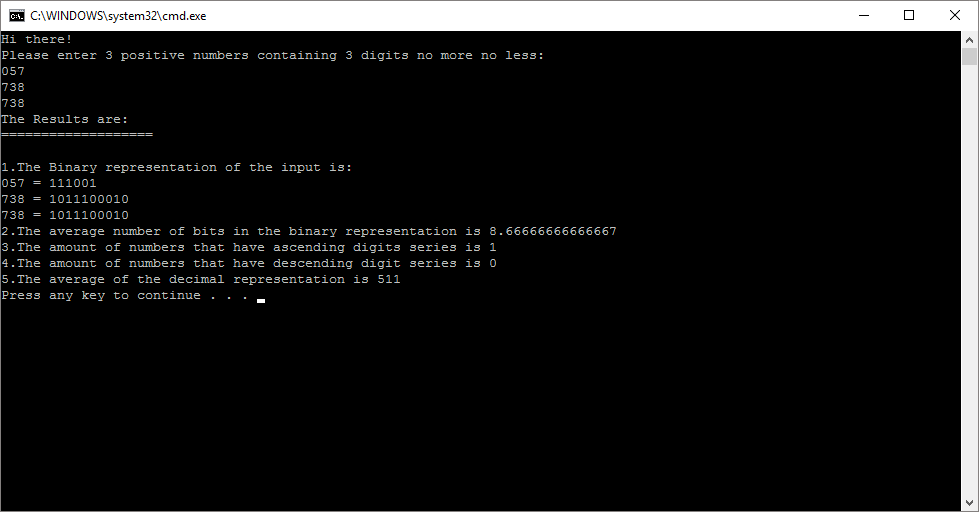 C:\WINDOWS\system32\cmd.exe
Hi there!
Please enter 3 positive numbers containing 3 digits no more no less:
057
738
738
The Results are:
===================
1.The Binary representation of the input is:
057 = 111001
738 = 1011100010
738 = 1011100010
2.The average number of bits in the binary representation is 8.66666666666667
3.The amount of numbers that have ascending digits series is 1
4.The amount of numbers that have descending digit series is 0
5.The average of the decimal representation is 511
Press any key to continue . . .